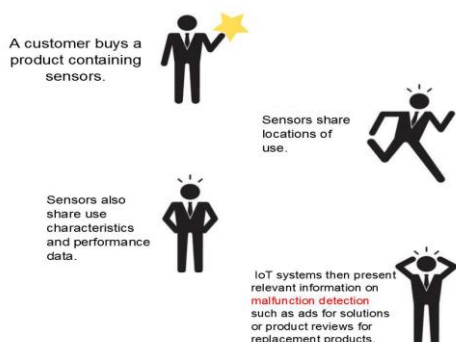 A customer buys a
product containing
sensors.
Sensors share
locations of
use.
Sensors also
share use
characteristics
and performance
data.
IoT systems then present
relevant information on
malfunction detection
such as ads for solutions
or product reviews for
replacement products.